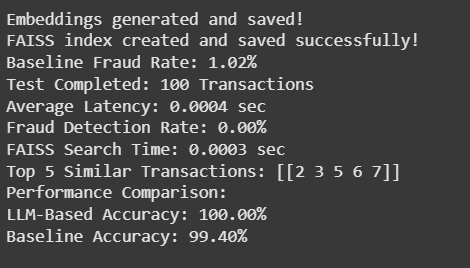 Embeddings generated and saved!
FAISS index created and saved successfully!
Baseline Fraud Rate: 1.02%
Test Completed: 100 Transactions
Average Latency: 0.0004 sec
Fraud Detection Rate: 0.00%
FAISS Search Time: 0.0003 sec
Top 5 Similar Transactions: [[2 3 5 6 7]]
Performance Comparison:
LLM-Based Accuracy: 100.00%
Baseline Accuracy: 99.40%